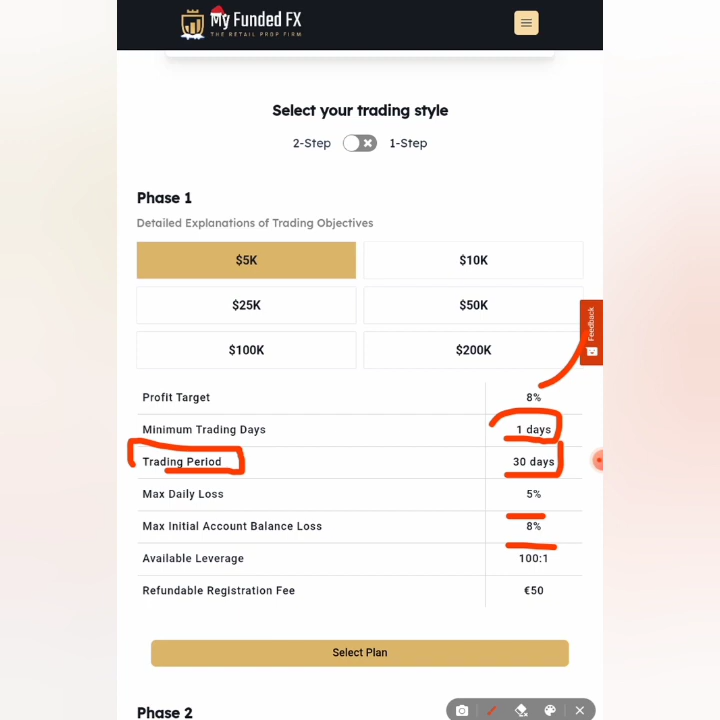 My Funded FX
THE RETAIL PROP FIRM
Select your trading style
2-Step 1-Step
Phase 1
Detailed Explanations of Trading Objectives
$5K $10K
$25K $50K
Feedback
$100K $200K
Profit Target 8%
Minimum Trading Days 1 days
Trading Period 30 days
Max Daily Loss 5%
Max Initial Account Balance Loss 8%
Available Leverage 100:1
Refundable Registration Fee €50
Select Plan
Phase 2